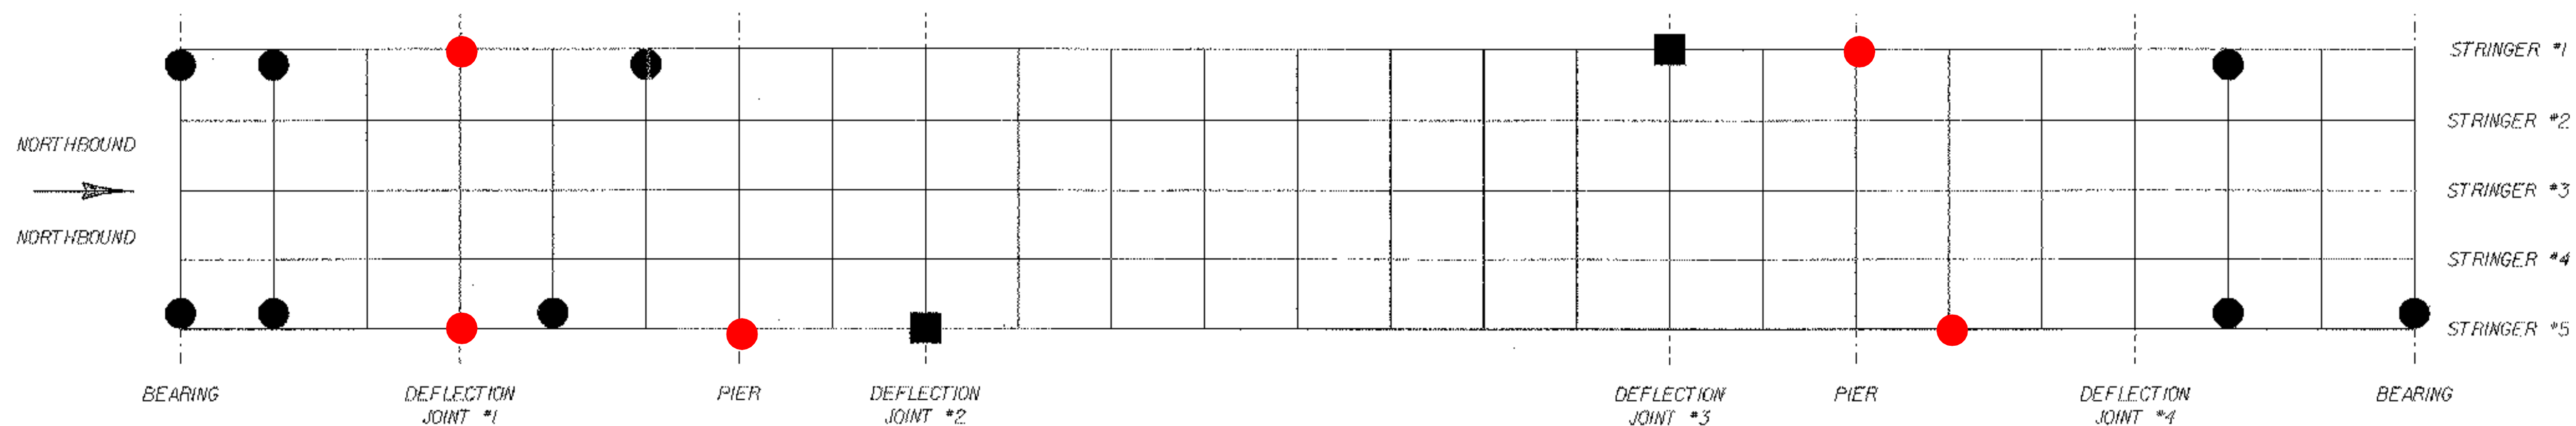 STRINGER #1
STRINGER #2
NORTHBOUND
STRINGER #3
NORTHBOUND
STRINGER #4
STRINGER #5
BEARING
DEFLECTION
JOINT #1
PIER
DEFLECTION
JOINT #2
DEFLECTION
JOINT #3
PIER
DEFLECTION
JOINT #4
BEARING